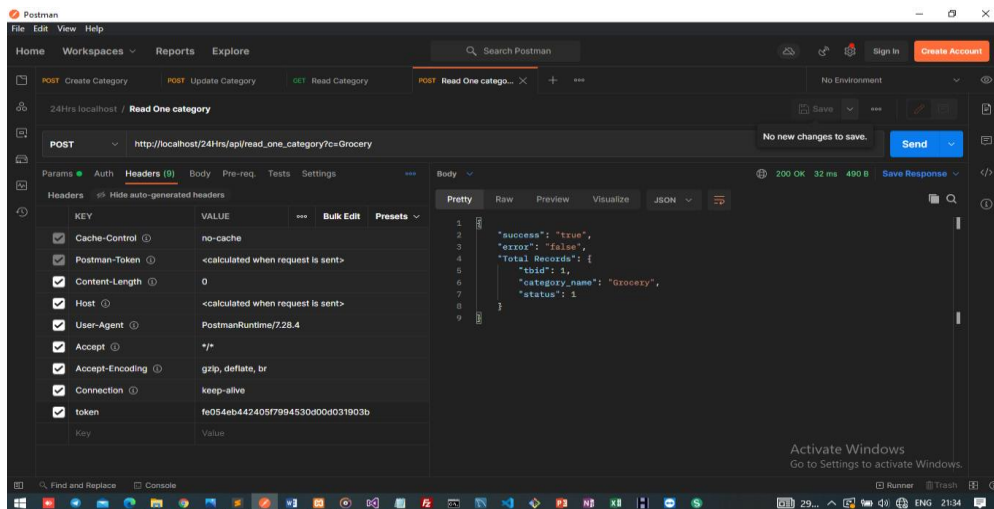 Postman
File Edit View Help
Home Workspaces Reports Explore Search Postman Sign In Create Account
POST Create Category POST Update Category GET Read Category POST Read One catego... No Environment
24Hrs localhost / Read One category Save
No new changes to save.
POST http://localhost/24Hrs/api/read_one_category?c=Grocery Send
Params Auth Headers (9) Body Pre-req. Tests Settings Body 200 OK 32 ms 490 B Save Response
Headers Hide auto-generated headers Pretty Raw Preview Visualize JSON
KEY VALUE Bulk Edit Presets
Cache-Control no-cache
Postman-Token <calculated when request is sent>
Content-Length 0
Host <calculated when request is sent>
User-Agent PostmanRuntime/7.28.4
Accept */*
Accept-Encoding gzip, deflate, br
Connection keep-alive
token fe054eb442405f7994530d00d031903b
Key Value
1 {
2 "success": "true",
3 "error": "false",
4 "Total Records": {
5 "tbid": 1,
6 "category_name": "Grocery",
7 "status": 1
8 }
9 }
Activate Windows
Go to Settings to activate Windows.
Find and Replace Console Runner Trash
29... ENG 21:34